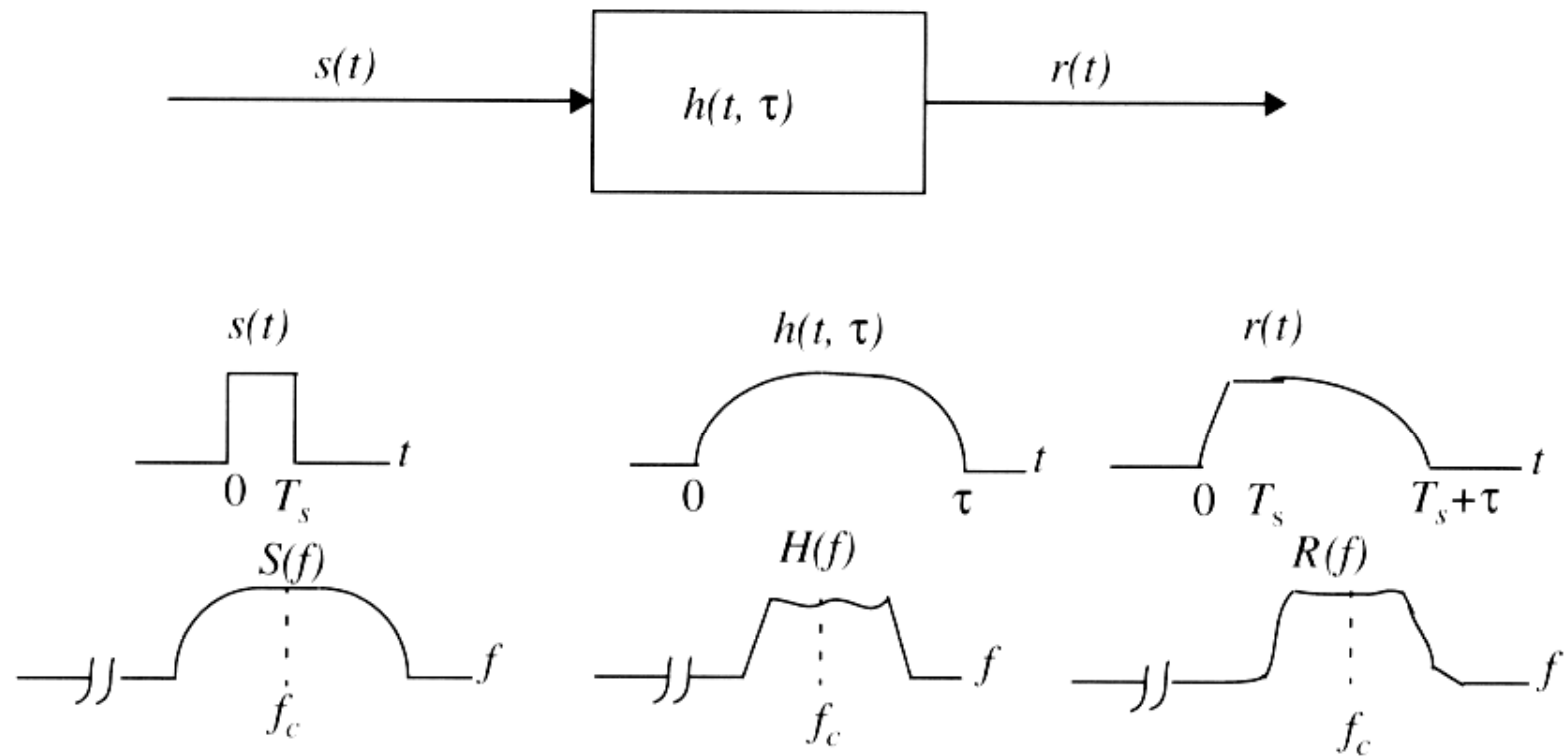 s(t)
h(t, τ)
r(t)
s(t)
h(t, τ)
r(t)
t
t
t
0 T_s
0 τ
0 T_s T_s+τ
S(f)
H(f)
R(f)
f
f
f
f_c
f_c
f_c